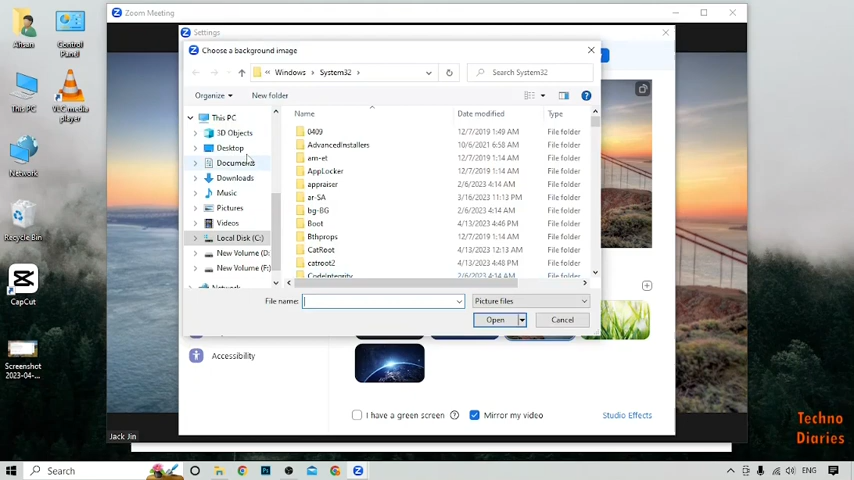 Zoom Meeting
Settings
Choose a background image
« Windows > System32 >
Search System32
Organize
New folder
This PC
3D Objects
Desktop
Documents
Downloads
Music
Pictures
Videos
Local Disk (C:)
New Volume (D:
New Volume (F:)
Name
Date modified
Type
0409
12/7/2019 1:49 AM
File folder
AdvancedInstallers
10/6/2021 6:58 AM
File folder
am-et
12/7/2019 1:14 AM
File folder
AppLocker
12/7/2019 1:14 AM
File folder
appraiser
2/6/2023 4:14 AM
File folder
ar-SA
3/16/2023 11:13 PM
File folder
bg-BG
2/6/2023 4:14 AM
File folder
Boot
4/13/2023 4:46 PM
File folder
Bthprops
12/7/2019 1:14 AM
File folder
CatRoot
4/13/2023 12:13 AM
File folder
catroot2
4/13/2023 4:48 PM
File folder
CodeIntegrity
File name:
Picture files
Open
Cancel
Accessibility
I have a green screen
Mirror my video
Studio Effects
Jack Jin
Ahsan
Control
Panel
This PC
VLC media
player
Network
Recycle Bin
CapCut
Screenshot
2023-04-...
Techno
Diaries
Search
ENG